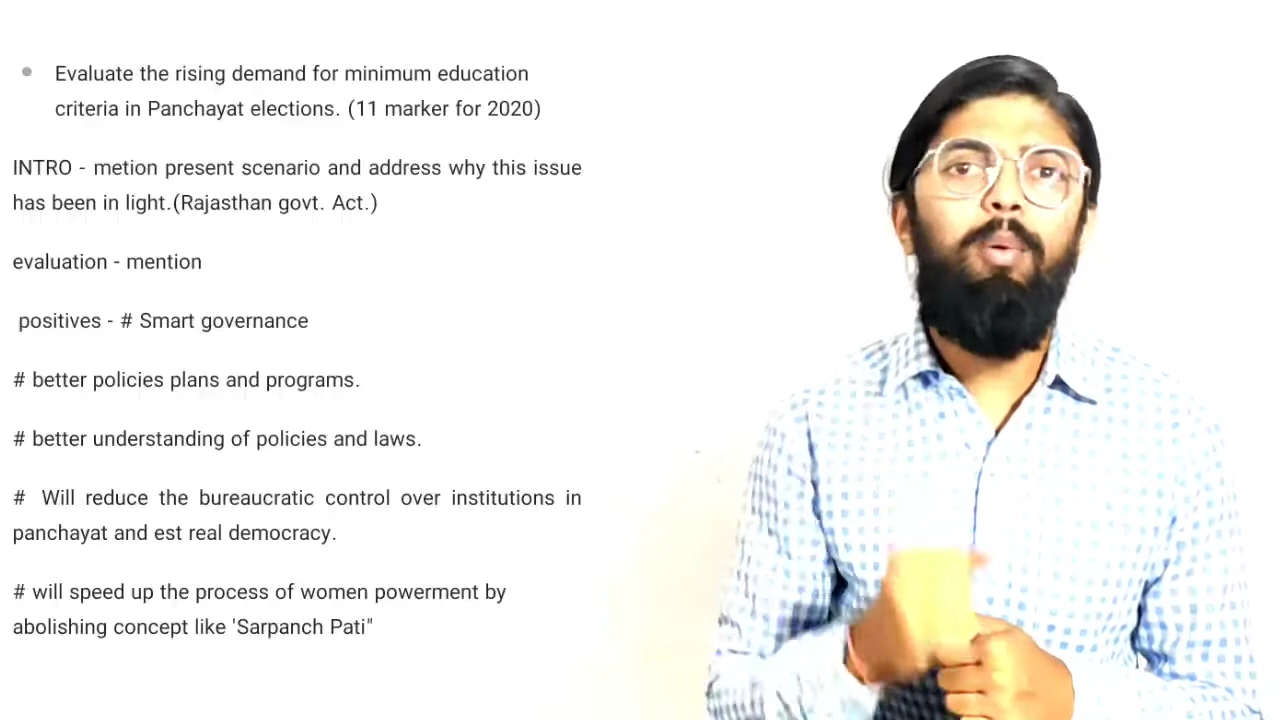 Evaluate the rising demand for minimum education
criteria in Panchayat elections. (11 marker for 2020)
INTRO - metion present scenario and address why this issue
has been in light.(Rajasthan govt. Act.)
evaluation - mention
positives - # Smart governance
# better policies plans and programs.
# better understanding of policies and laws.
# Will reduce the bureaucratic control over institutions in
panchayat and est real democracy.
# will speed up the process of women powerment by
abolishing concept like 'Sarpanch Pati"